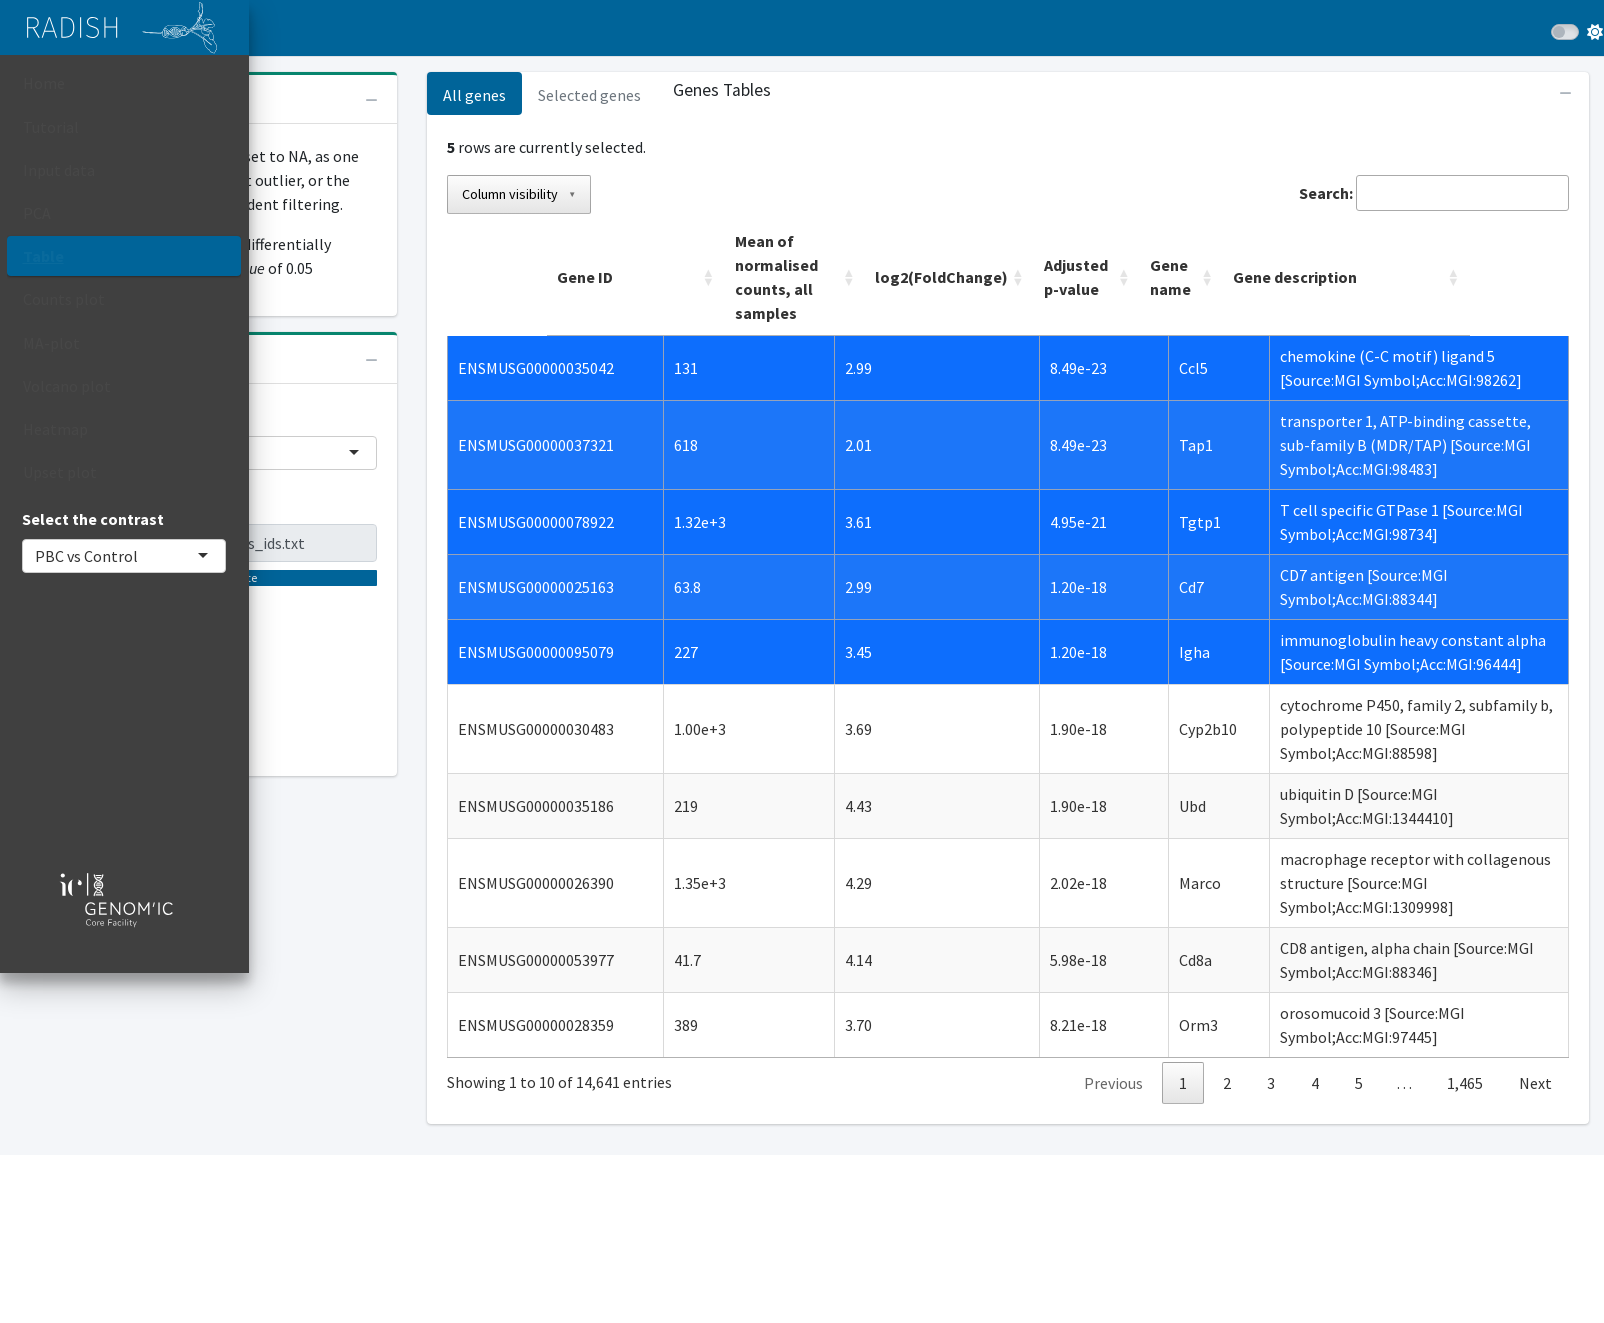 RADISH
Home
Tutorial
Input data
PCA
Table
Counts plot
MA-plot
Volcano plot
Heatmap
Upset plot
Select the contrast
PBC vs Control
ic GENOM'IC
Core Facility
set to NA, as one
outlier, or the
dent filtering.
differentially
ue of 0.05
s_ids.txt
All genes
Selected genes
Genes Tables
5 rows are currently selected.
Column visibility ▼
Search:
Gene ID | Mean of normalised counts, all samples | log2(FoldChange) | Adjusted p-value | Gene name | Gene description
ENSMUSG00000035042 131 2.99 8.49e-23 Ccl5 chemokine (C-C motif) ligand 5 [Source:MGI Symbol;Acc:MGI:98262]
ENSMUSG00000037321 618 2.01 8.49e-23 Tap1 transporter 1, ATP-binding cassette, sub-family B (MDR/TAP) [Source:MGI Symbol;Acc:MGI:98483]
ENSMUSG00000078922 1.32e+3 3.61 4.95e-21 Tgtp1 T cell specific GTPase 1 [Source:MGI Symbol;Acc:MGI:98734]
ENSMUSG00000025163 63.8 2.99 1.20e-18 Cd7 CD7 antigen [Source:MGI Symbol;Acc:MGI:88344]
ENSMUSG00000095079 227 3.45 1.20e-18 Igha immunoglobulin heavy constant alpha [Source:MGI Symbol;Acc:MGI:96444]
ENSMUSG00000030483 1.00e+3 3.69 1.90e-18 Cyp2b10 cytochrome P450, family 2, subfamily b, polypeptide 10 [Source:MGI Symbol;Acc:MGI:88598]
ENSMUSG00000035186 219 4.43 1.90e-18 Ubd ubiquitin D [Source:MGI Symbol;Acc:MGI:1344410]
ENSMUSG00000026390 1.35e+3 4.29 2.02e-18 Marco macrophage receptor with collagenous structure [Source:MGI Symbol;Acc:MGI:1309998]
ENSMUSG00000053977 41.7 4.14 5.98e-18 Cd8a CD8 antigen, alpha chain [Source:MGI Symbol;Acc:MGI:88346]
ENSMUSG00000028359 389 3.70 8.21e-18 Orm3 orosomucoid 3 [Source:MGI Symbol;Acc:MGI:97445]
Showing 1 to 10 of 14,641 entries
Previous 1 2 3 4 5 … 1,465 Next